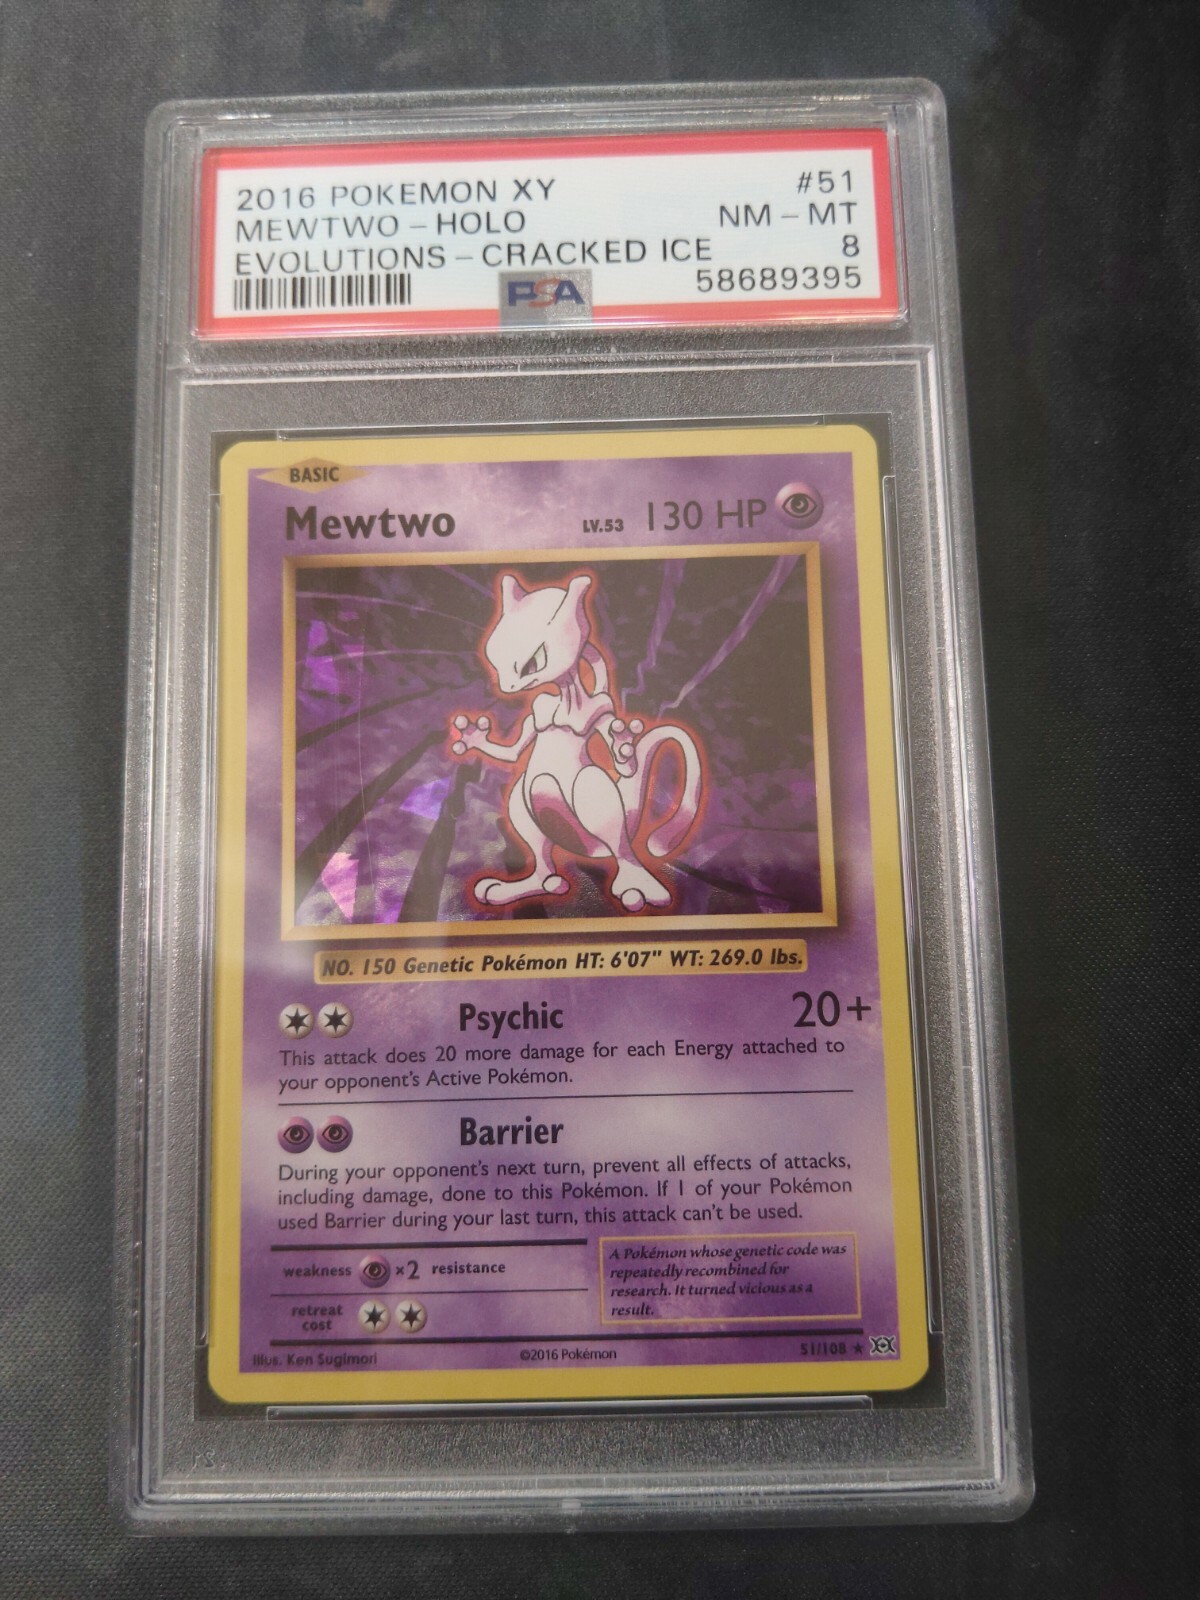 2016 POKEMON XY #51
MEWTWO - HOLO NM - MT
EVOLUTIONS - CRACKED ICE 8
PSA 58689395
BASIC
Mewtwo LV.53 130 HP
NO. 150 Genetic Pokémon HT: 6'07" WT: 269.0 lbs.
Psychic 20+
This attack does 20 more damage for each Energy attached to
your opponent's Active Pokémon.
Barrier
During your opponent's next turn, prevent all effects of attacks,
including damage, done to this Pokémon. If 1 of your Pokémon
used Barrier during your last turn, this attack can't be used.
weakness ×2 resistance
retreat
cost
A Pokémon whose genetic code was
repeatedly recombined for
research. It turned vicious as a
result.
Illus. Ken Sugimori ©2016 Pokémon 51/108 ★